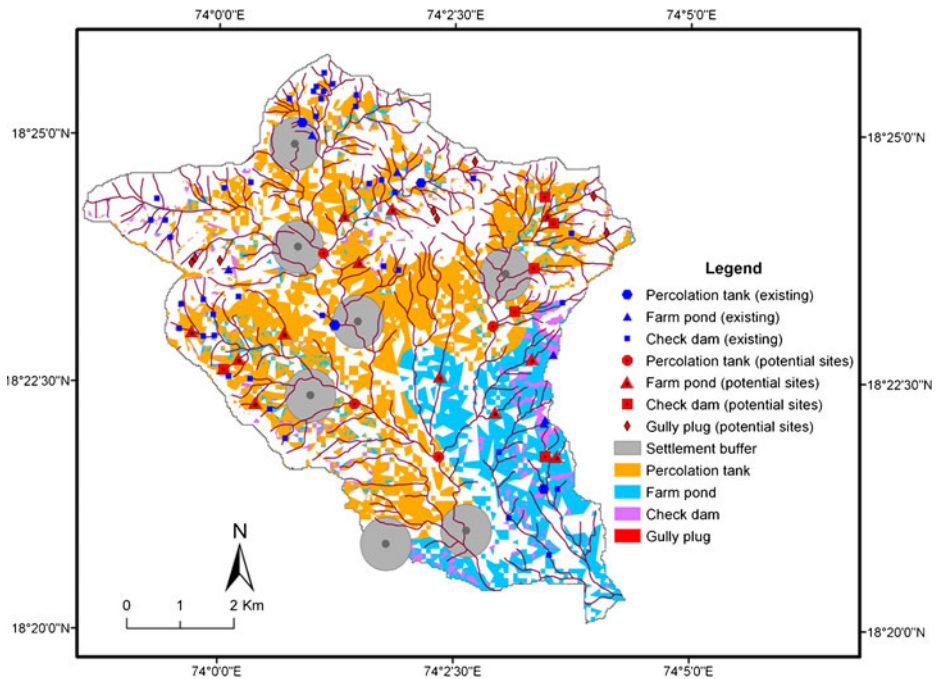 74°0'0"E 74°2'30"E 74°5'0"E
18°25'0"N 18°25'0"N
Legend
Percolation tank (existing)
Farm pond (existing)
Check dam (existing)
Percolation tank (potential sites)
18°22'30"N 18°22'30"N
Farm pond (potential sites)
Check dam (potential sites)
Gully plug (potential sites)
Settlement buffer
Percolation tank
Farm pond
Check dam
Gully plug
N
0 1 2 Km
18°20'0"N 18°20'0"N
74°0'0"E 74°2'30"E 74°5'0"E